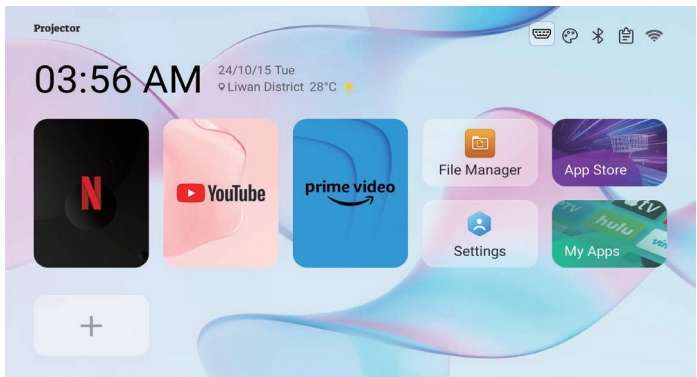 Projector
03:56 AM
24/10/15 Tue
Liwan District 28°C
N
YouTube
prime video
File Manager
App Store
Settings
My Apps
TV
hulu